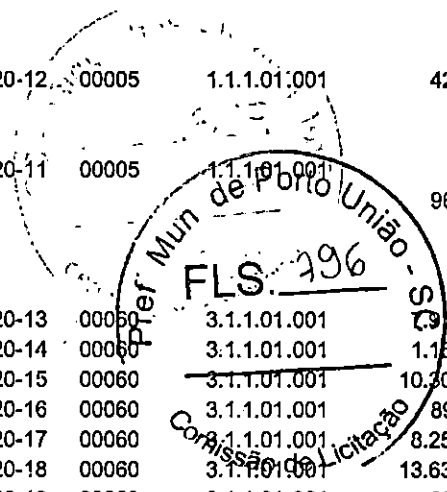 20-12 00005 1.1.1.01.001 42
20-11 00005 1.1.1.01.001
96
Pref Mun de Porto União - SC
FLS. 796
20-13 00060 3.1.1.01.001
20-14 00060 3.1.1.01.001 1.15
20-15 00060 3.1.1.01.001 10.30
20-16 00060 3.1.1.01.001 89
20-17 00060 3.1.1.01.001 8.25
20-18 00060 3.1.1.01.001 13.63
Comissão de Licitação